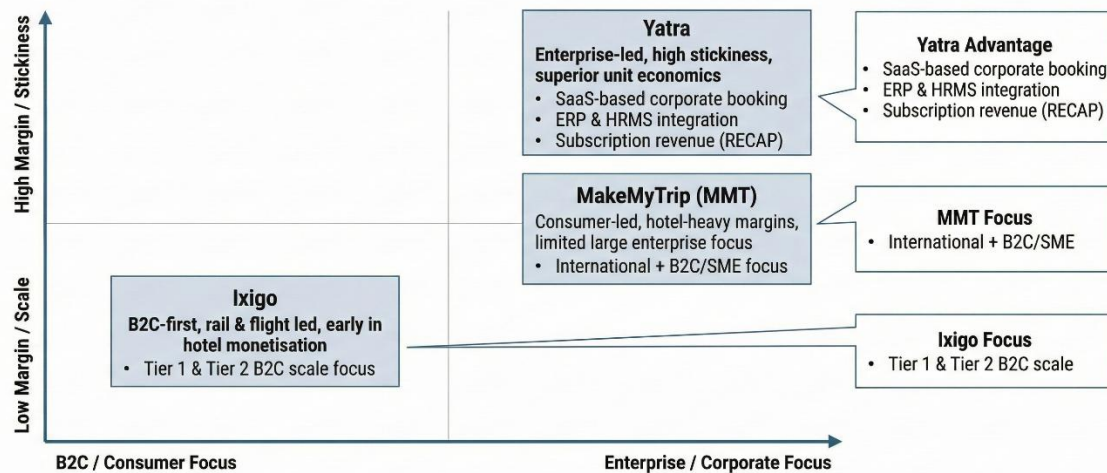 High Margin / Stickiness
Low Margin / Scale
Yatra
Enterprise-led, high stickiness,
superior unit economics
• SaaS-based corporate booking
• ERP & HRMS integration
• Subscription revenue (RECAP)
Yatra Advantage
• SaaS-based corporate booking
• ERP & HRMS integration
• Subscription revenue (RECAP)
MakeMyTrip (MMT)
Consumer-led, hotel-heavy margins,
limited large enterprise focus
• International + B2C/SME focus
MMT Focus
• International + B2C/SME
Ixigo
B2C-first, rail & flight led, early in
hotel monetisation
• Tier 1 & Tier 2 B2C scale focus
Ixigo Focus
• Tier 1 & Tier 2 B2C scale
B2C / Consumer Focus
Enterprise / Corporate Focus